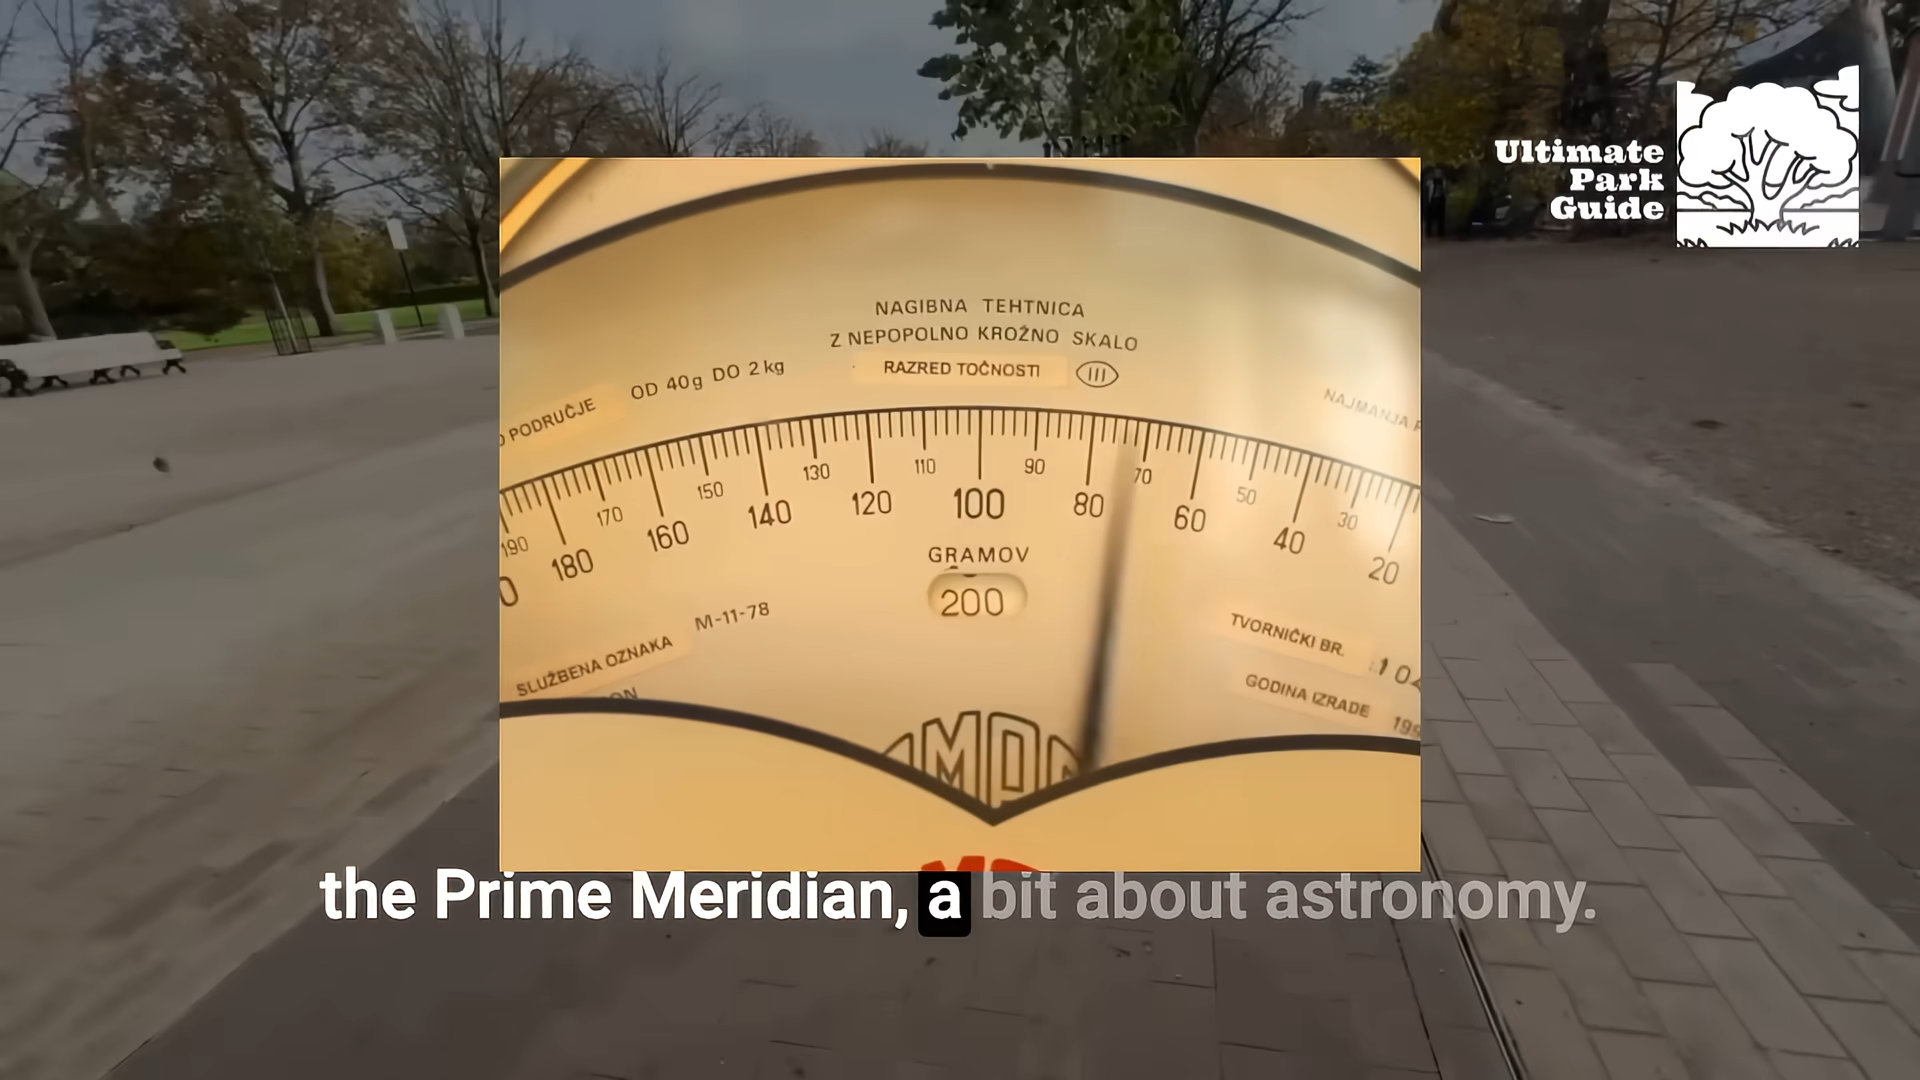 Ultimate
Park
Guide
NAGIBNA TEHTNICA
Z NEPOPOLNO KROŽNO SKALO
RAZRED TOČNOSTI III
OD 40g DO 2kg
PODRUČJE
NAJMANJA
190 180 170 160 150 140 130 120 110 100 90 80 70 60 50 40 30 20
GRAMOV
200
M-11-78
SLUŽBENA OZNAKA
TVORNIČKI BR.
GODINA IZRADE
the Prime Meridian, a bit about astronomy.